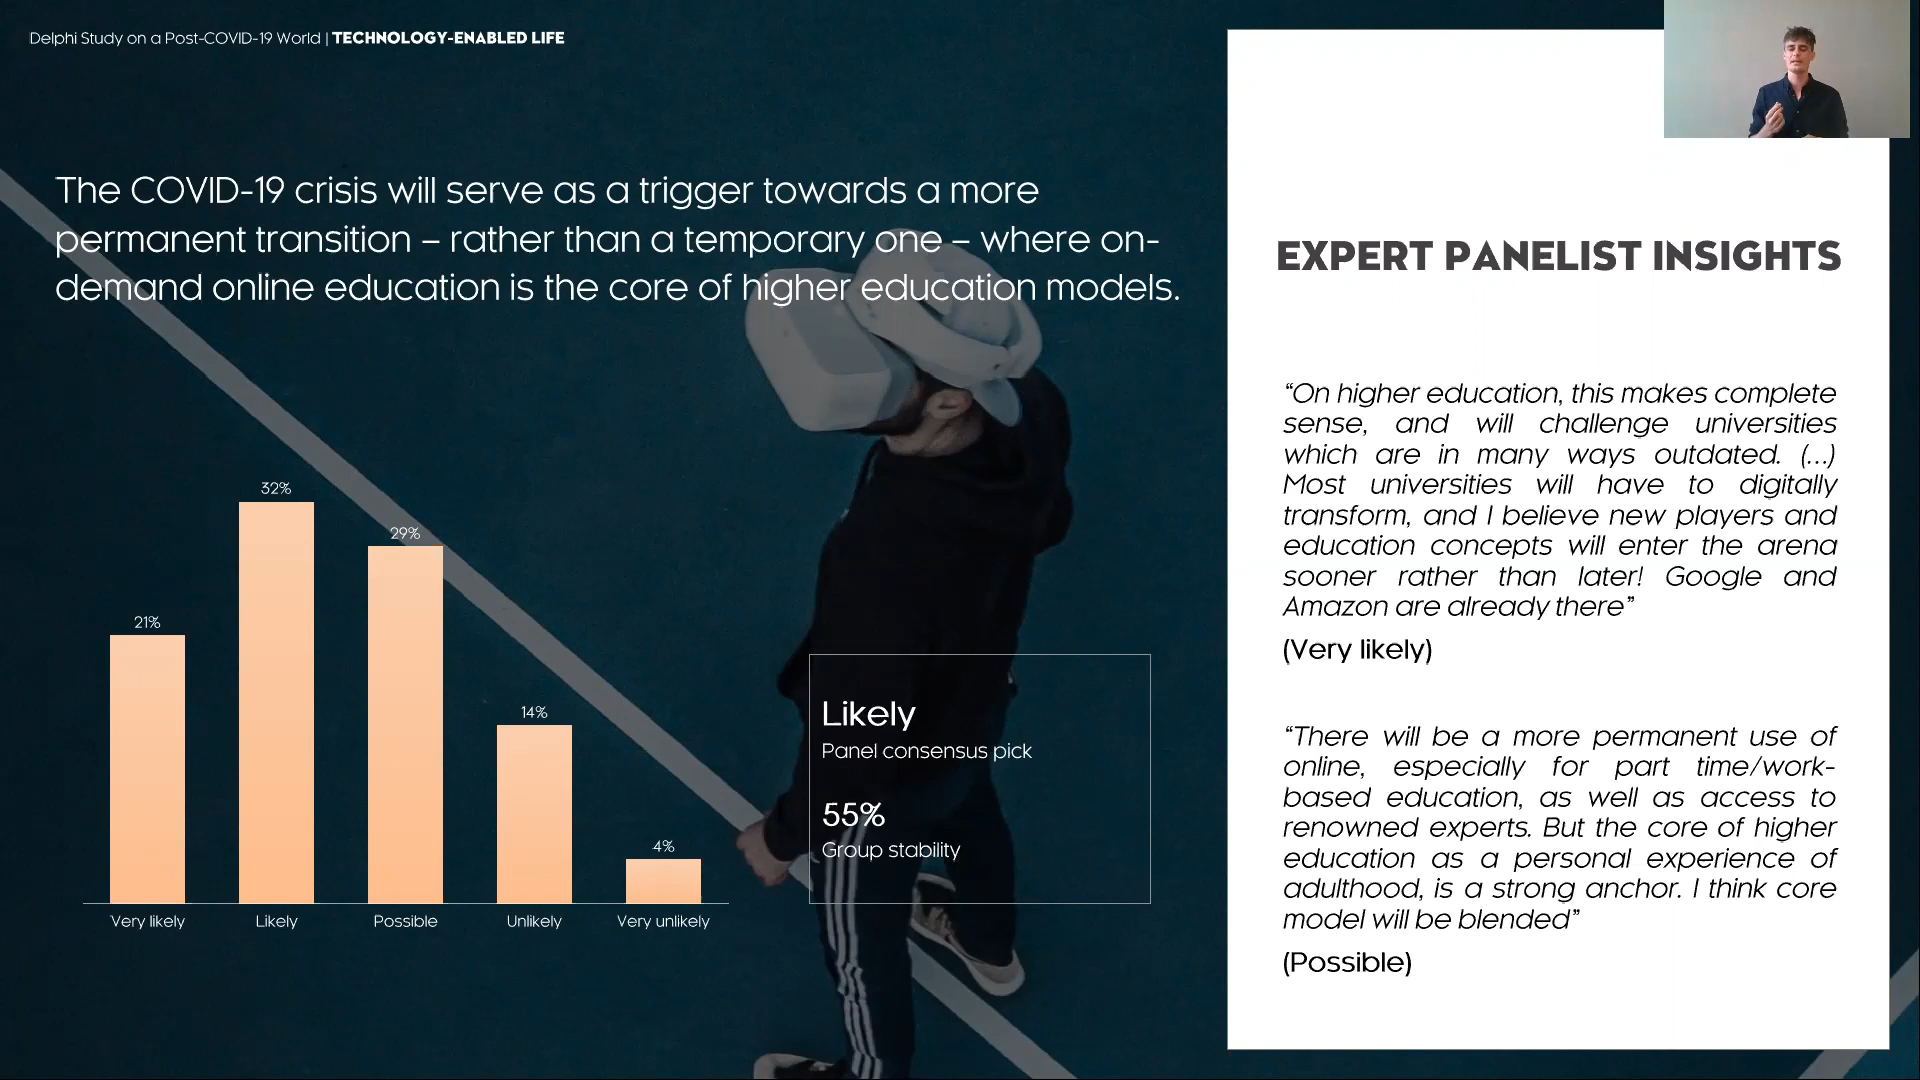 Delphi Study on a Post-COVID-19 World | TECHNOLOGY-ENABLED LIFE
The COVID-19 crisis will serve as a trigger towards a more
permanent transition – rather than a temporary one – where on-
demand online education is the core of higher education models.
21%
32%
29%
14%
4%
Very likely
Likely
Possible
Unlikely
Very unlikely
Likely
Panel consensus pick
55%
Group stability
EXPERT PANELIST INSIGHTS
“On higher education, this makes complete
sense, and will challenge universities
which are in many ways outdated. (...)
Most universities will have to digitally
transform, and I believe new players and
education concepts will enter the arena
sooner rather than later! Google and
Amazon are already there”
(Very likely)
“There will be a more permanent use of
online, especially for part time/work-
based education, as well as access to
renowned experts. But the core of higher
education as a personal experience of
adulthood, is a strong anchor. I think core
model will be blended”
(Possible)